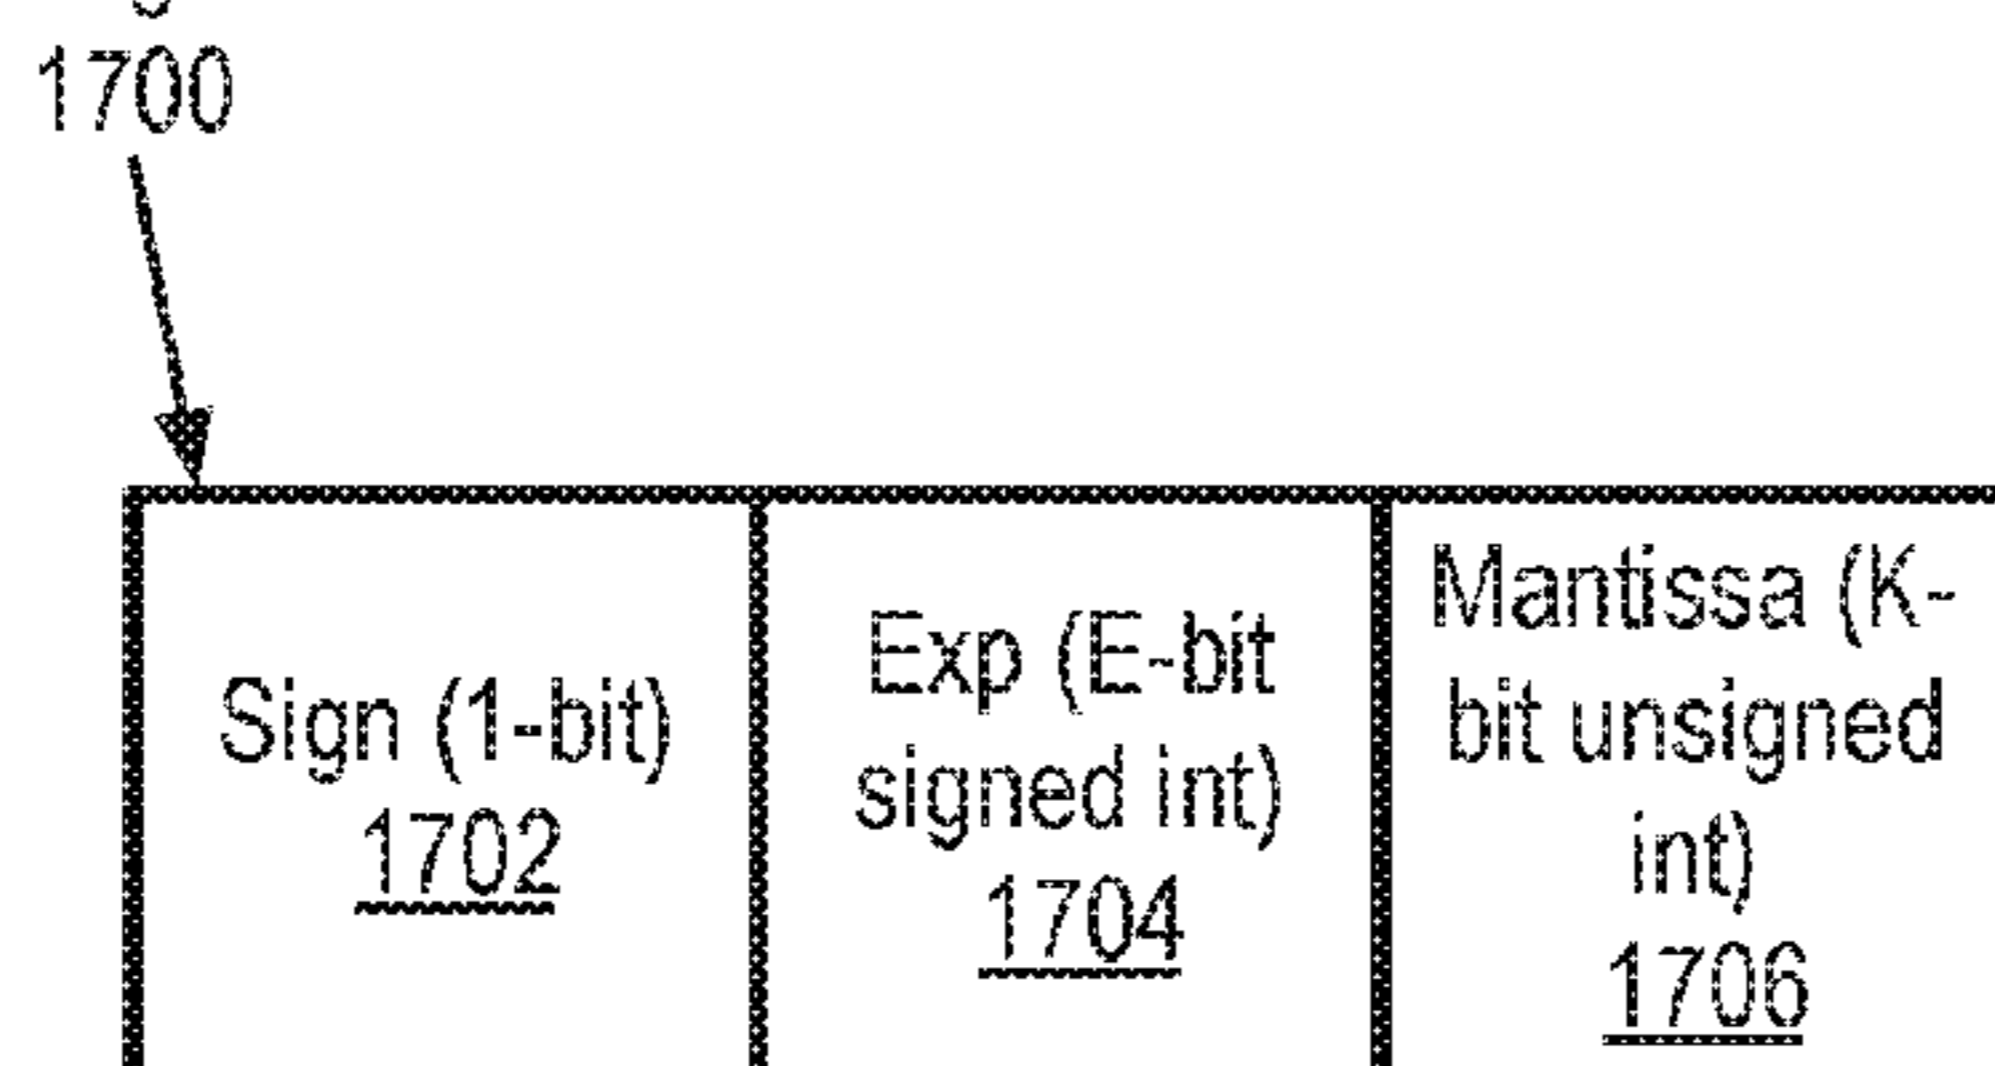 1700
Sign (1-bit)
1702
Exp (E-bit
signed int)
1704
Mantissa (K-
bit unsigned
int)
1706